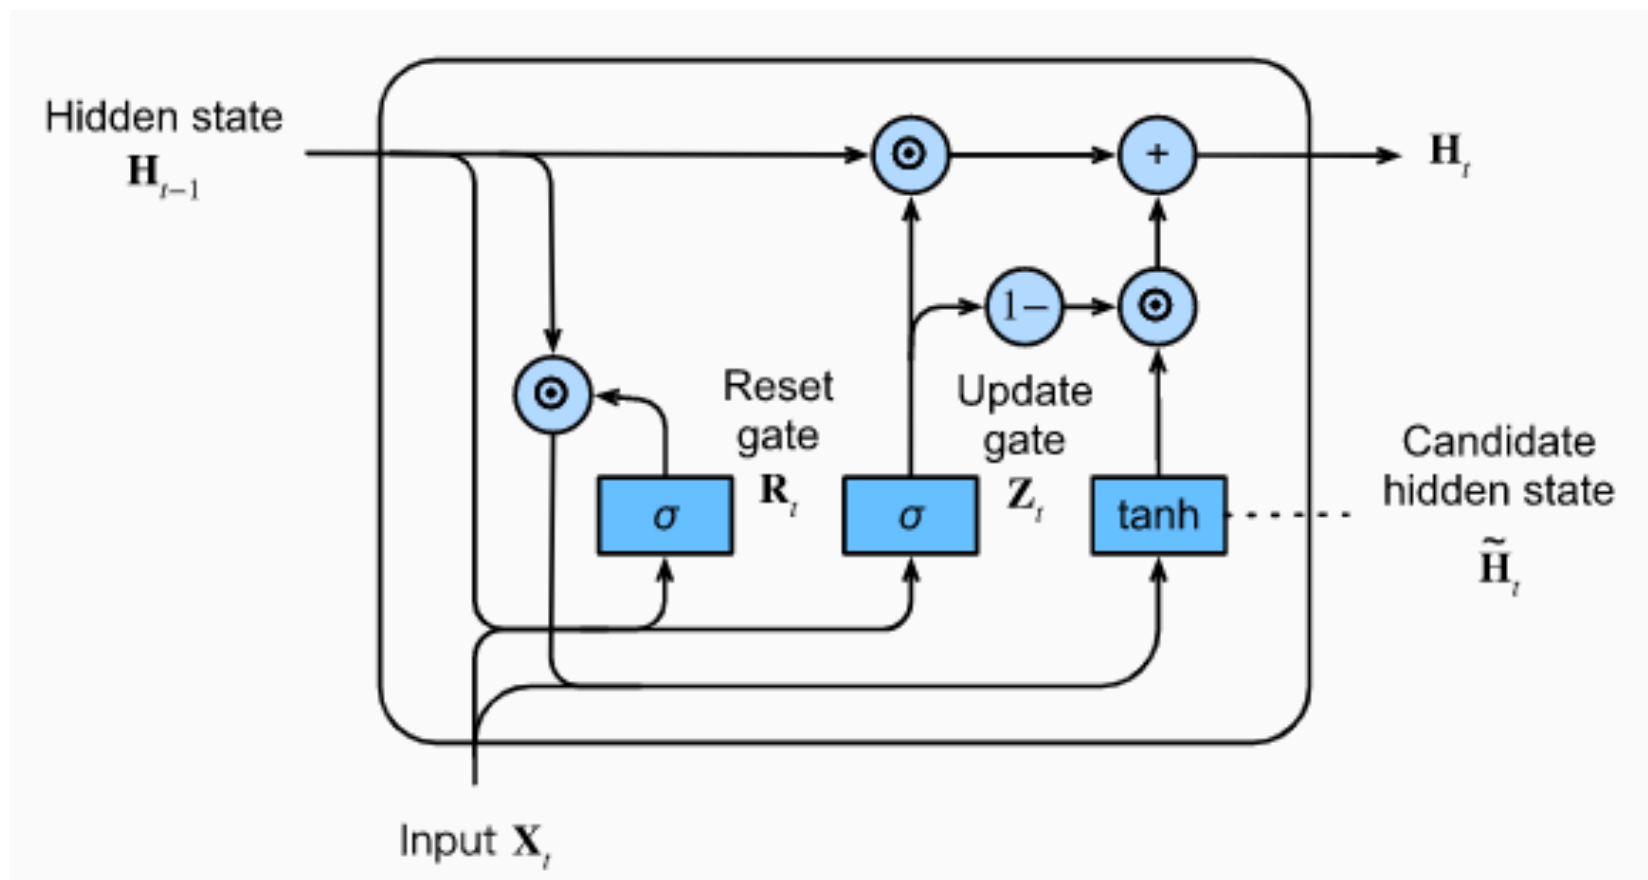 Hidden state
H_{t-1}
⊙
+
H_t
1−
⊙
⊙
Reset
gate
R_t
Update
gate
Z_t
Candidate
hidden state
H̃_t
σ
σ
tanh
Input X_t